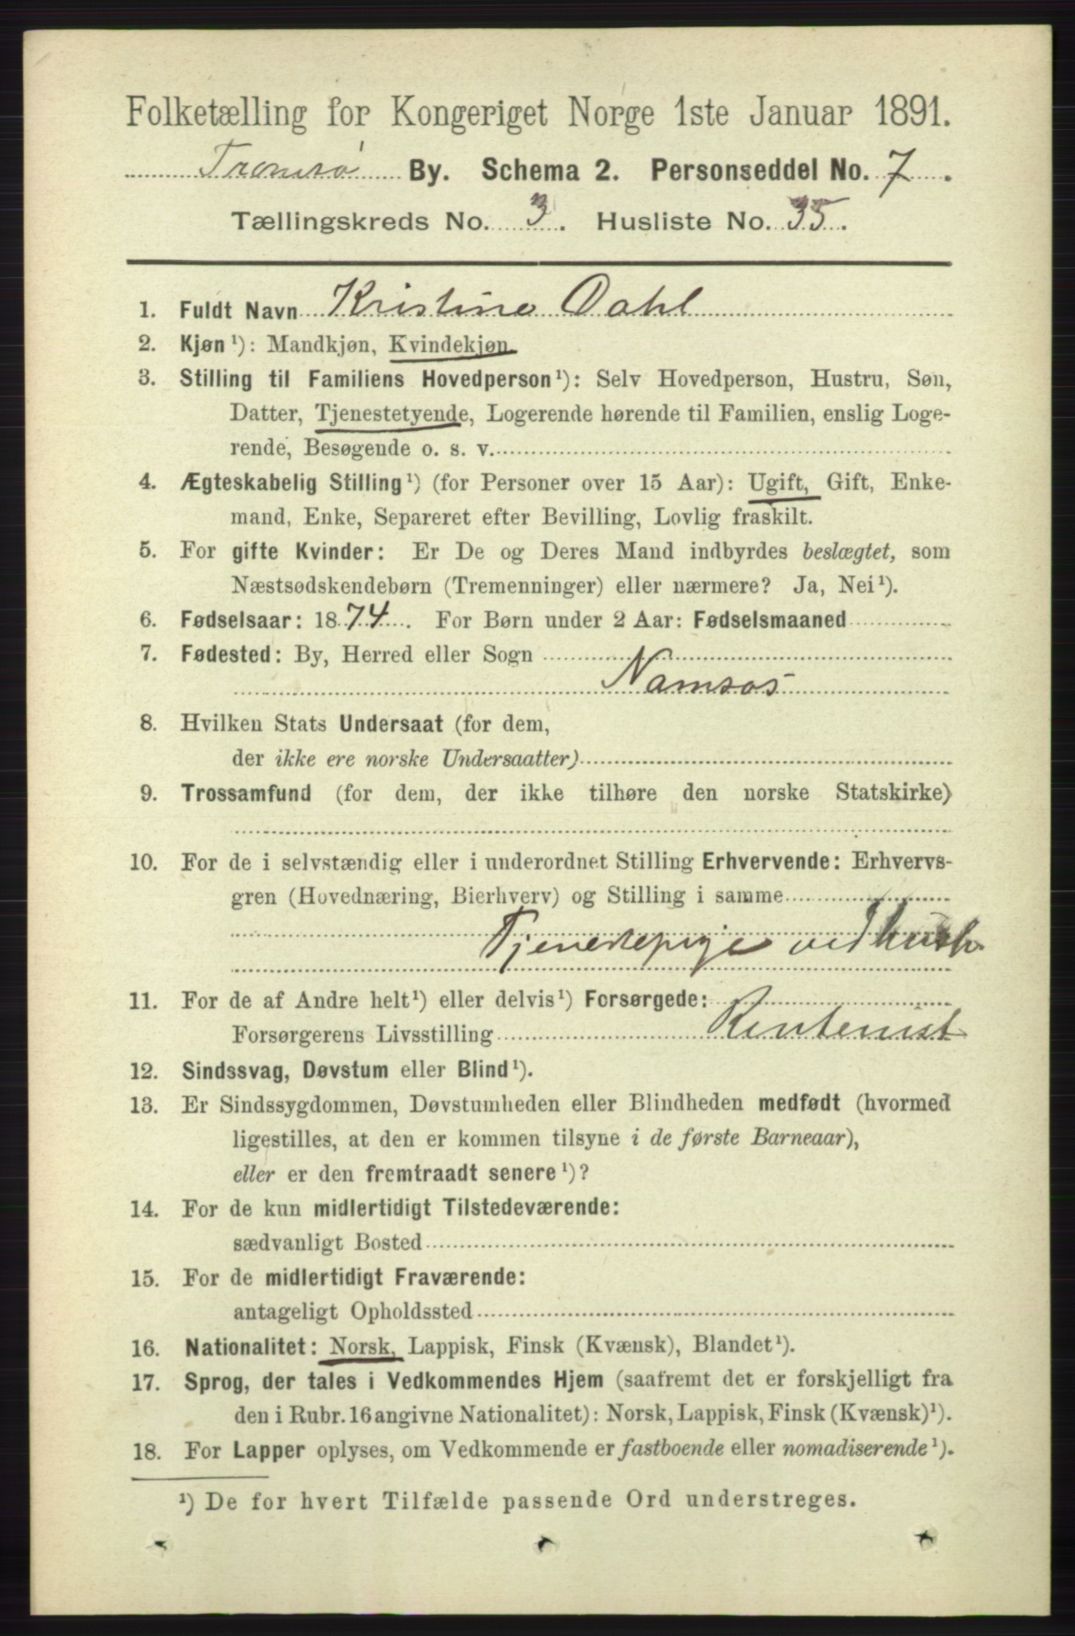 Folketælling for Kongeriget Norge 1ste Januar 1891.
Tromsø By. Schema 2. Personseddel No. 7.
Tællingskreds No. 3. Husliste No. 35.
1. Fuldt Navn Kristine Dahl
2. Kjøn¹): Mandkjøn, Kvindekjøn.
3. Stilling til Familiens Hovedperson¹): Selv Hovedperson, Hustru, Søn,
Datter, Tjenestetyende, Logerende hørende til Familien, enslig Loge-
rende, Besøgende o. s. v.
4. Ægteskabelig Stilling¹) (for Personer over 15 Aar): Ugift, Gift, Enke-
mand, Enke, Separeret efter Bevilling, Lovlig fraskilt.
5. For gifte Kvinder: Er De og Deres Mand indbyrdes beslægtet, som
Næstsødskendebørn (Tremenninger) eller nærmere? Ja, Nei¹).
6. Fødselsaar: 1874. For Børn under 2 Aar: Fødselsmaaned
7. Fødested: By, Herred eller Sogn
Namsos
8. Hvilken Stats Undersaat (for dem,
der ikke ere norske Undersaatter)
9. Trossamfund (for dem, der ikke tilhøre den norske Statskirke)
10. For de i selvstændig eller i underordnet Stilling Erhvervende: Erhvervs-
gren (Hovednæring, Bierhverv) og Stilling i samme
Tjenestepige ved
11. For de af Andre helt¹) eller delvis¹) Forsørgede:
Forsørgerens Livsstilling Rentenist
12. Sindssvag, Døvstum eller Blind¹).
13. Er Sindssygdommen, Døvstumheden eller Blindheden medfødt (hvormed
ligestilles, at den er kommen tilsyne i de første Barneaar),
eller er den fremtraadt senere¹)?
14. For de kun midlertidigt Tilstedeværende:
sædvanligt Bosted
15. For de midlertidigt Fraværende:
antageligt Opholdssted
16. Nationalitet: Norsk, Lappisk, Finsk (Kvænsk), Blandet¹).
17. Sprog, der tales i Vedkommendes Hjem (saafremt det er forskjelligt fra
den i Rubr. 16 angivne Nationalitet): Norsk, Lappisk, Finsk (Kvænsk)¹).
18. For Lapper oplyses, om Vedkommende er fastboende eller nomadiserende¹).
¹) De for hvert Tilfælde passende Ord understreges.